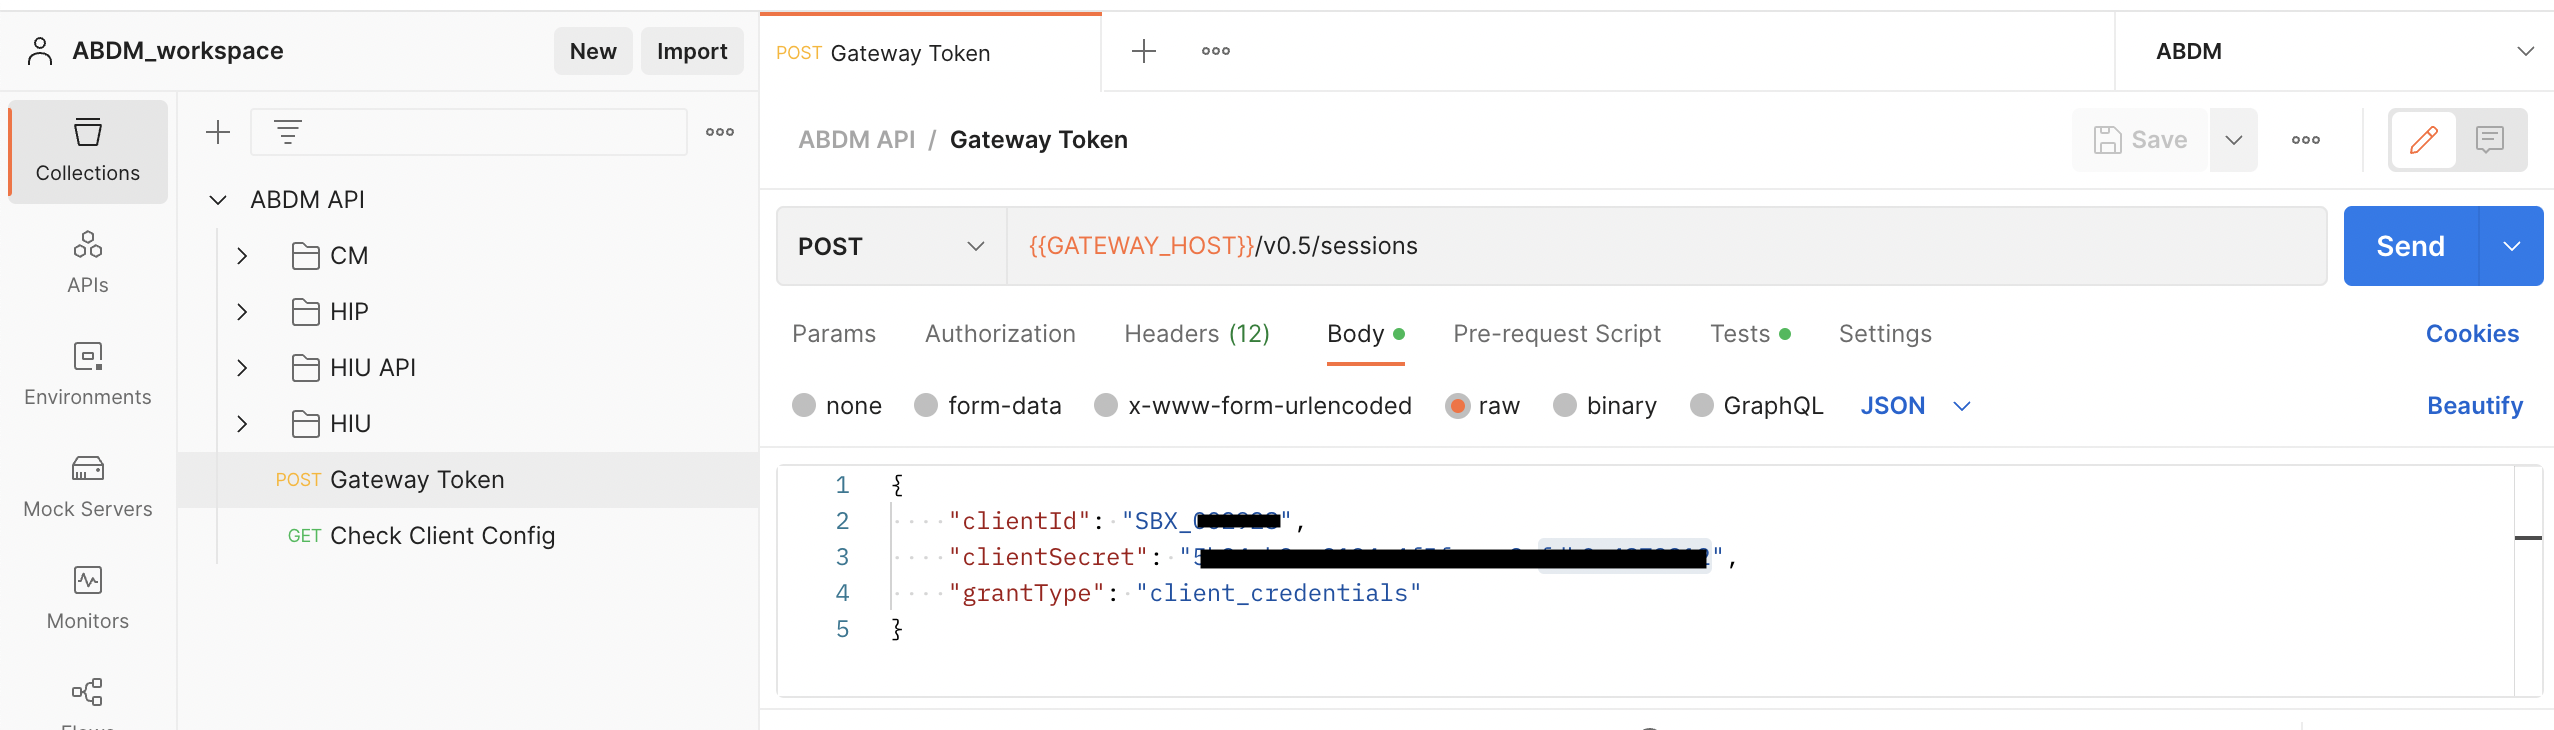 ABDM_workspace
New
Import
POST Gateway Token
ABDM
Collections
APIs
Environments
Mock Servers
Monitors
ABDM API
CM
HIP
HIU API
HIU
POST Gateway Token
GET Check Client Config
ABDM API / Gateway Token
Save
POST
{{GATEWAY_HOST}}/v0.5/sessions
Send
Params Authorization Headers (12) Body Pre-request Script Tests Settings Cookies
none form-data x-www-form-urlencoded raw binary GraphQL JSON Beautify
1 {
2 "clientId": "SBX_",
3 "clientSecret": "",
4 "grantType": "client_credentials"
5 }